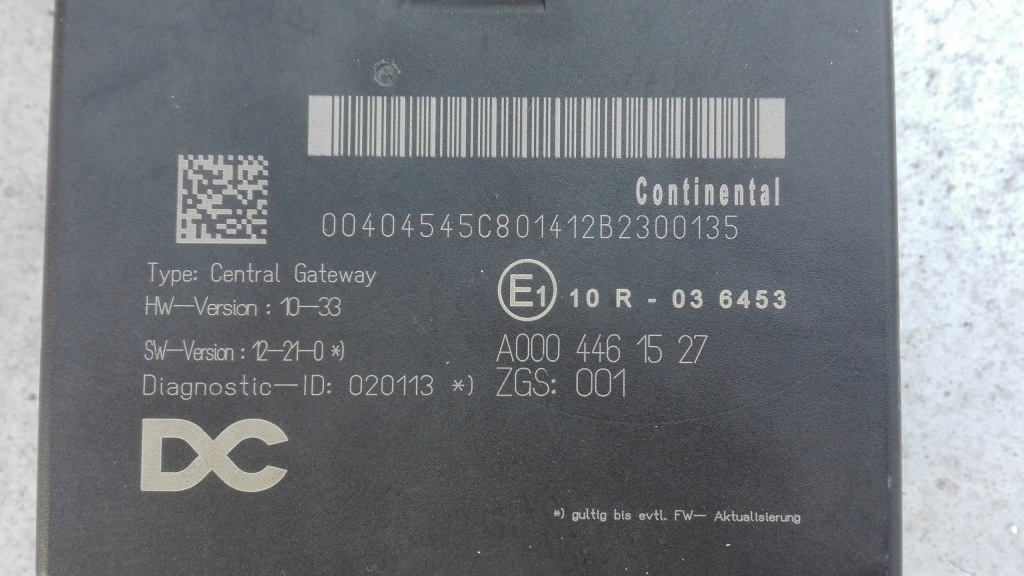 Continental
00404545C801412B2300135
Type: Central Gateway
HW-Version : 10-33
E1 10 R - 03 6453
SW-Version : 12-21-0 *)
A000 446 15 27
Diagnostic-ID: 020113 *)
ZGS: 001
DC
*) gultig bis evtl. FW- Aktualisierung